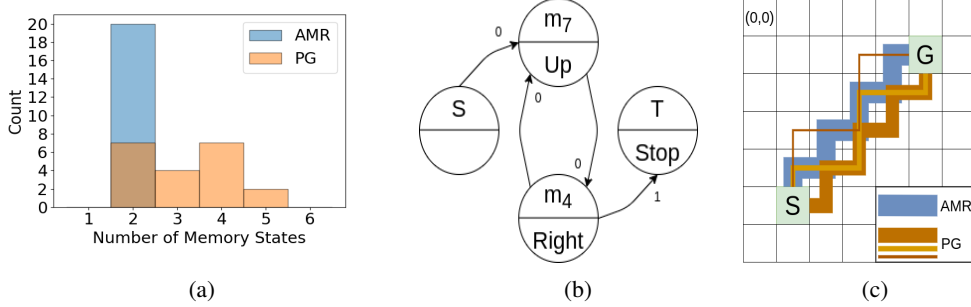 20
18
16
14
12
10
8
6
4
2
0
Count
AMR
PG
1 2 3 4 5 6
Number of Memory States
(a)
0
m7
Up
0
S
T
Stop
0
m4
Right
1
(b)
(0,0)
G
S
AMR
PG
(c)